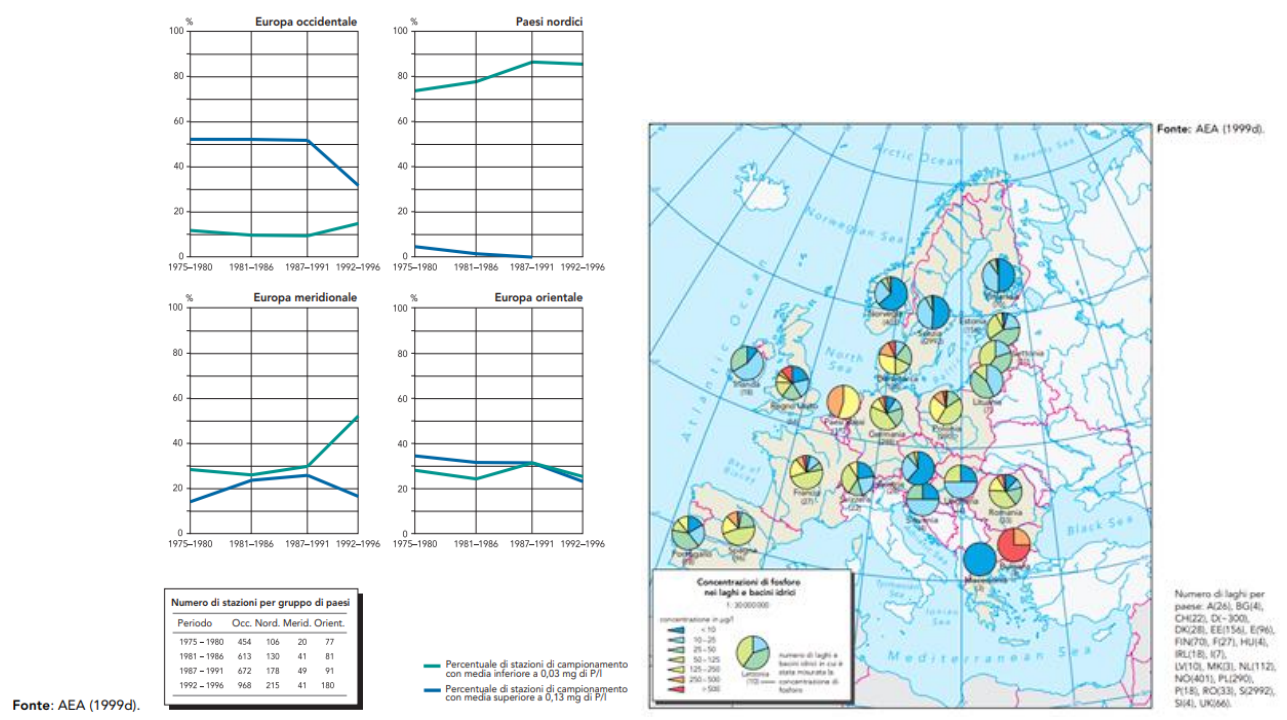 % Europa occidentale
100
80
60
40
20
0
1975–1980 1981–1986 1987–1991 1992–1996
% Paesi nordici
100
80
60
40
20
0
1975–1980 1981–1986 1987–1991 1992–1996
% Europa meridionale
100
80
60
40
20
0
1975–1980 1981–1986 1987–1991 1992–1996
% Europa orientale
100
80
60
40
20
0
1975–1980 1981–1986 1987–1991 1992–1996
Numero di stazioni per gruppo di paesi
Periodo Occ. Nord. Merid. Orient.
1975 – 1980 454 106 20 77
1981 – 1986 613 130 41 81
1987 – 1991 672 178 49 91
1992 – 1996 968 215 41 180
Percentuale di stazioni di campionamento
con media inferiore a 0,03 mg di P/l
Percentuale di stazioni di campionamento
con media superiore a 0,13 mg di P/l
Fonte: AEA (1999d).
Fonte: AEA (1999d).
Arctic Ocean
Barents Sea
Norwegian Sea
Atlantic Ocean
North
Sea
Bay of
Biscay
Black Sea
Ionian
Sea
Mediterranean Sea
Norvegia
Svezia
(2992)
Estonia
(156)
Lettonia
Lituania
Irlanda
(18)
Regno Unito
Danimarca
Paesi Bassi
Germania
Polonia
Francia
(27)
Svizzera
(22)
Slovenia
Romania
(33)
Portogallo
Spagna
Macedonia
Concentrazioni di fosforo
nei laghi e bacini idrici
1: 30 000 000
concentrazione in µg/l
< 10
10 – 25
25 – 50
50 – 125
125 – 250
250 – 500
> 500
Lettonia
(10)
numero di laghi e
bacini idrici in cui è
stata misurata la
concentrazione di
fosforo
Numero di laghi per
paese: A(26), BG(4),
CH(22), D(~300),
DK(28), EE(156), E(96),
FIN(70), F(27), HU(4),
IRL(18), I(7),
LV(10), MK(3), NL(112),
NO(401), PL(290),
P(18), RO(33), S(2992),
SI(4), UK(66).